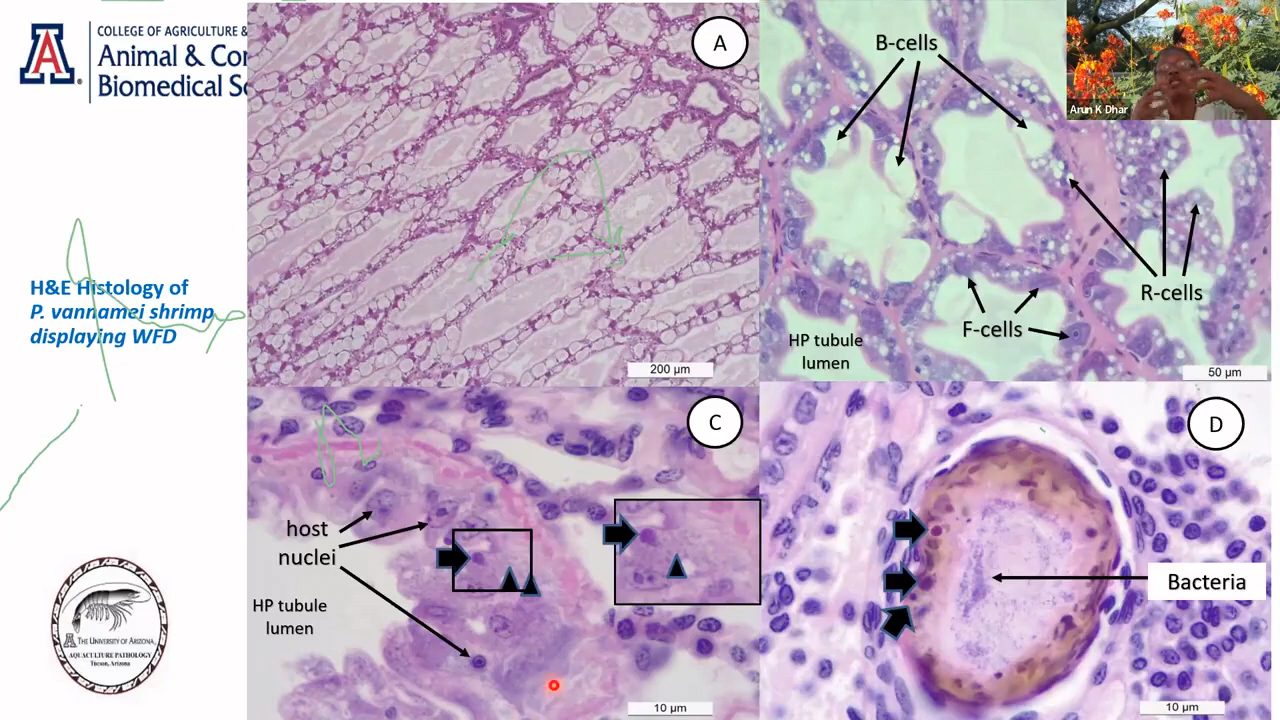 COLLEGE OF AGRICULTURE &
Animal & Co
Biomedical S
H&E Histology of
P. vannamei shrimp
displaying WFD
THE UNIVERSITY OF ARIZONA
AQUACULTURE PATHOLOGY
Tucson, Arizona
A
200 µm
B-cells
R-cells
F-cells
HP tubule
lumen
50 µm
Arun K Dhar
C
host
nuclei
HP tubule
lumen
10 µm
D
Bacteria
10 µm